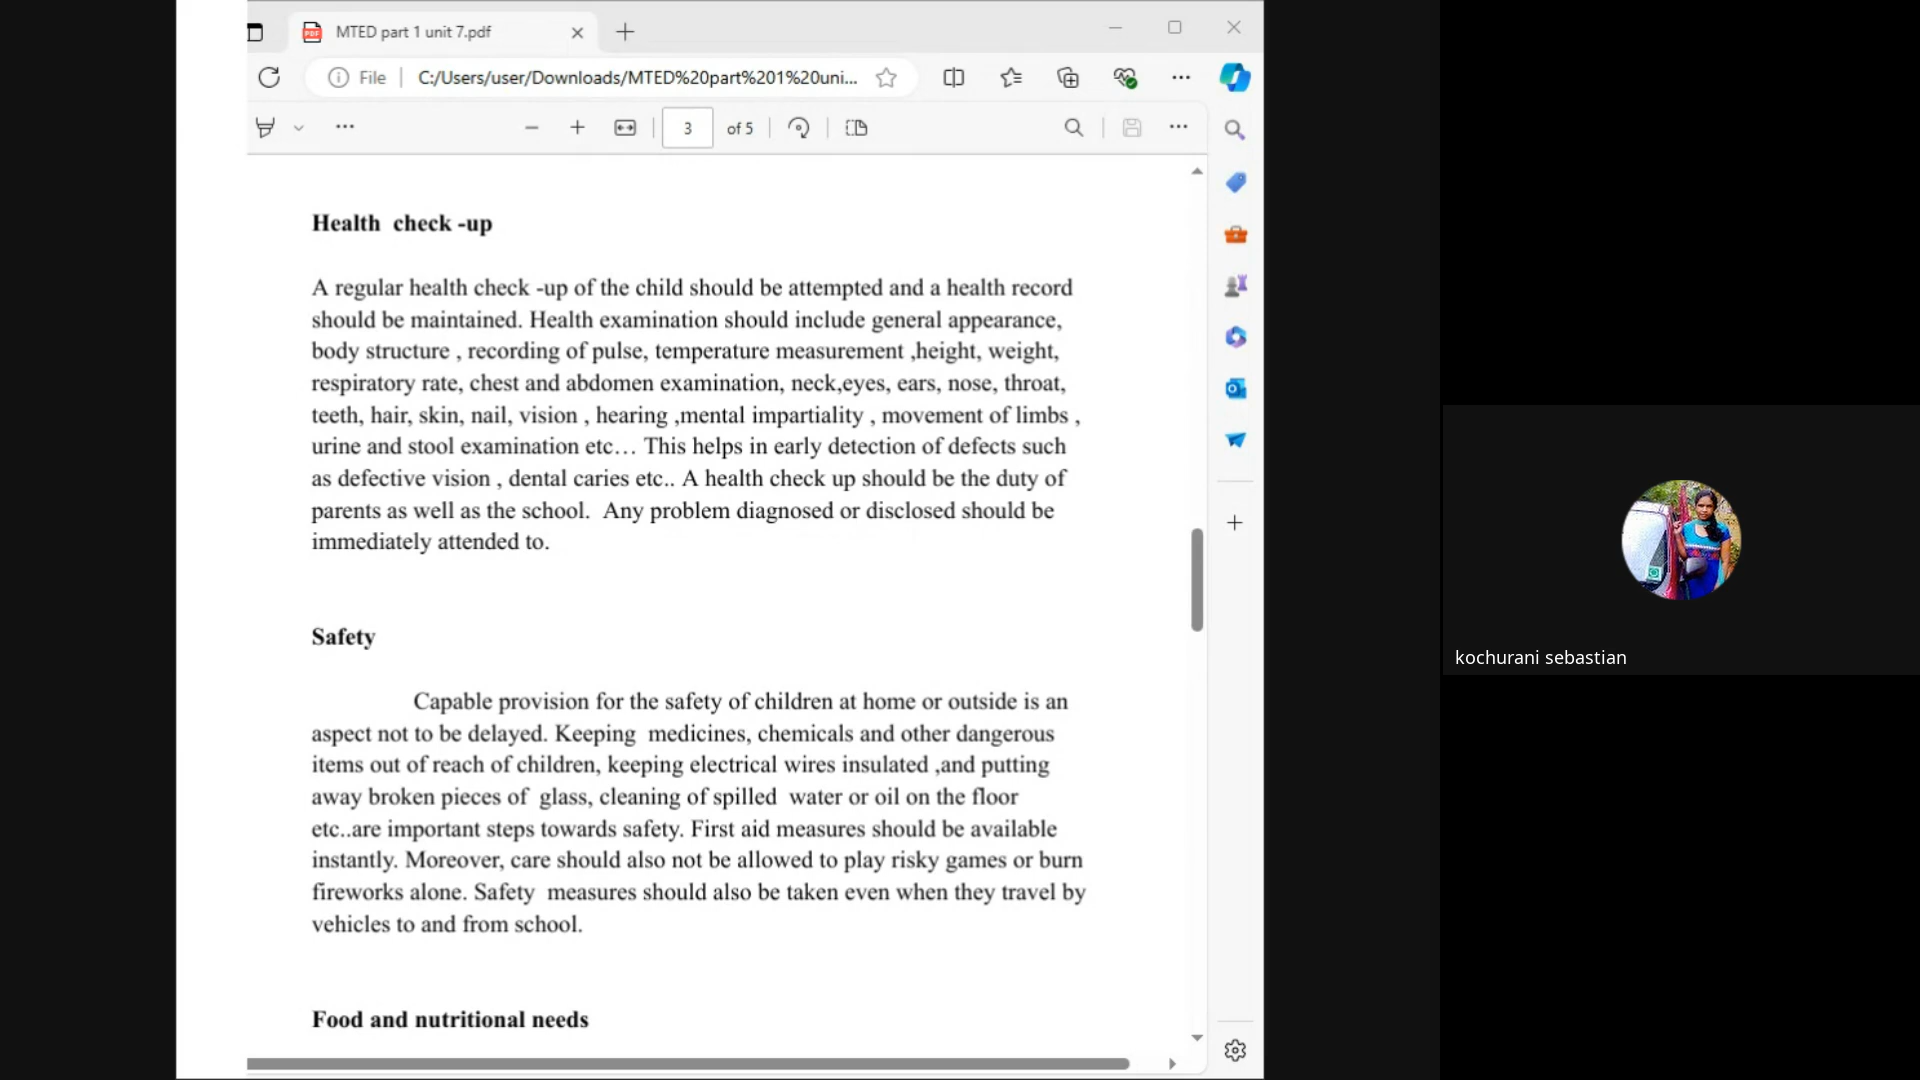 MTED part 1 unit 7.pdf
File
C:/Users/user/Downloads/MTED%20part%201%20uni...
3 of 5
Health  check -up
A regular health check -up of the child should be attempted and a health record
should be maintained. Health examination should include general appearance,
body structure , recording of pulse, temperature measurement ,height, weight,
respiratory rate, chest and abdomen examination, neck,eyes, ears, nose, throat,
teeth, hair, skin, nail, vision , hearing ,mental impartiality , movement of limbs ,
urine and stool examination etc… This helps in early detection of defects such
as defective vision , dental caries etc.. A health check up should be the duty of
parents as well as the school.  Any problem diagnosed or disclosed should be
immediately attended to.
Safety
Capable provision for the safety of children at home or outside is an
aspect not to be delayed. Keeping  medicines, chemicals and other dangerous
items out of reach of children, keeping electrical wires insulated ,and putting
away broken pieces of  glass, cleaning of spilled  water or oil on the floor
etc..are important steps towards safety. First aid measures should be available
instantly. Moreover, care should also not be allowed to play risky games or burn
fireworks alone. Safety  measures should also be taken even when they travel by
vehicles to and from school.
Food and nutritional needs
kochurani sebastian